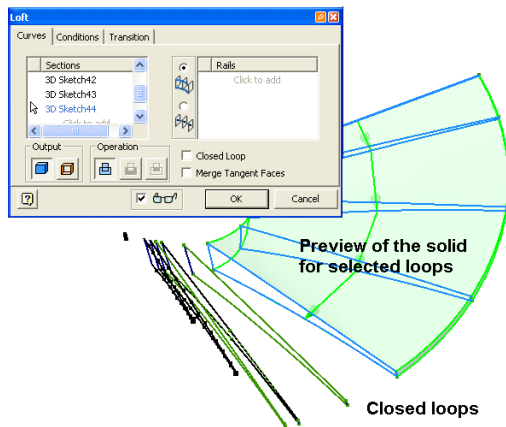 Loft
Curves Conditions Transition
Sections
3D Sketch42
3D Sketch43
3D Sketch44
Click to add
Rails
Click to add
Output
Operation
Closed Loop
Merge Tangent Faces
OK
Cancel
Preview of the solid
for selected loops
Closed loops